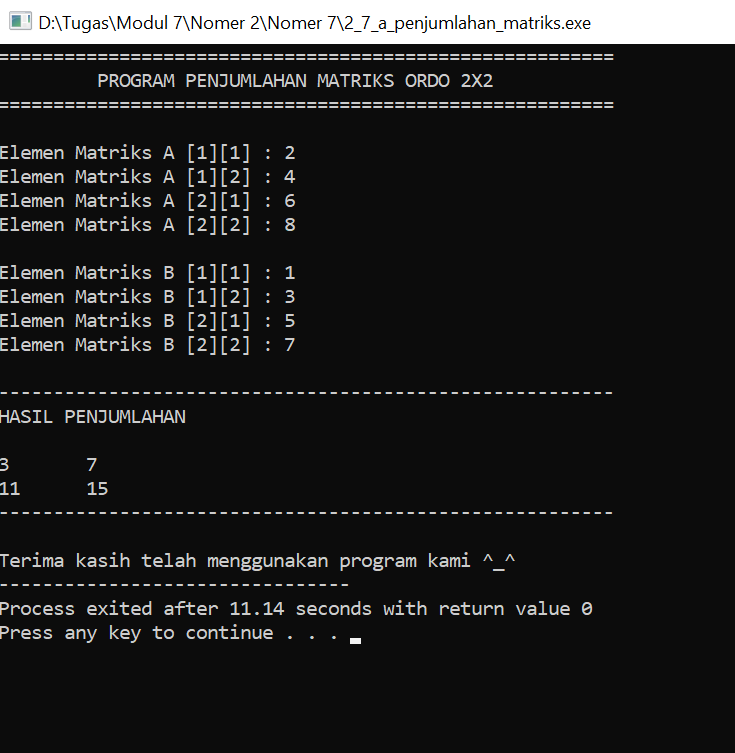 D:\Tugas\Modul 7\Nomer 2\Nomer 7\2_7_a_penjumlahan_matriks.exe
========================================================
PROGRAM PENJUMLAHAN MATRIKS ORDO 2X2
========================================================
Elemen Matriks A [1][1] : 2
Elemen Matriks A [1][2] : 4
Elemen Matriks A [2][1] : 6
Elemen Matriks A [2][2] : 8
Elemen Matriks B [1][1] : 1
Elemen Matriks B [1][2] : 3
Elemen Matriks B [2][1] : 5
Elemen Matriks B [2][2] : 7
--------------------------------------------------------
HASIL PENJUMLAHAN
3 7
11 15
--------------------------------------------------------
Terima kasih telah menggunakan program kami ^_^
--------------------------------
Process exited after 11.14 seconds with return value 0
Press any key to continue . . .